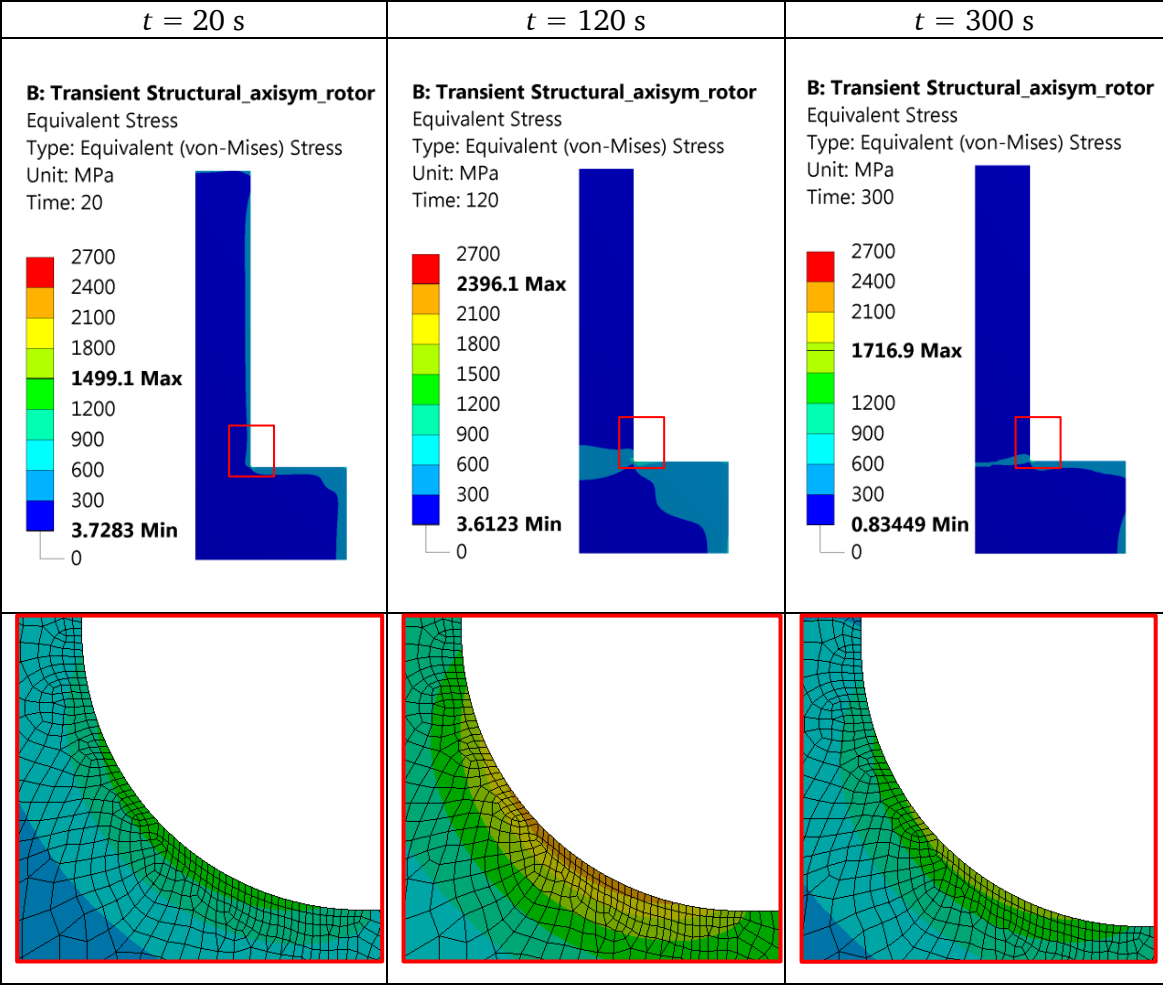 t = 20 s
t = 120 s
t = 300 s
B: Transient Structural_axisym_rotor
Equivalent Stress
Type: Equivalent (von-Mises) Stress
Unit: MPa
Time: 20
2700
2400
2100
1800
1499.1 Max
1200
900
600
300
3.7283 Min
0
B: Transient Structural_axisym_rotor
Equivalent Stress
Type: Equivalent (von-Mises) Stress
Unit: MPa
Time: 120
2700
2396.1 Max
2100
1800
1500
1200
900
600
300
3.6123 Min
0
B: Transient Structural_axisym_rotor
Equivalent Stress
Type: Equivalent (von-Mises) Stress
Unit: MPa
Time: 300
2700
2400
2100
1716.9 Max
1200
900
600
300
0.83449 Min
0